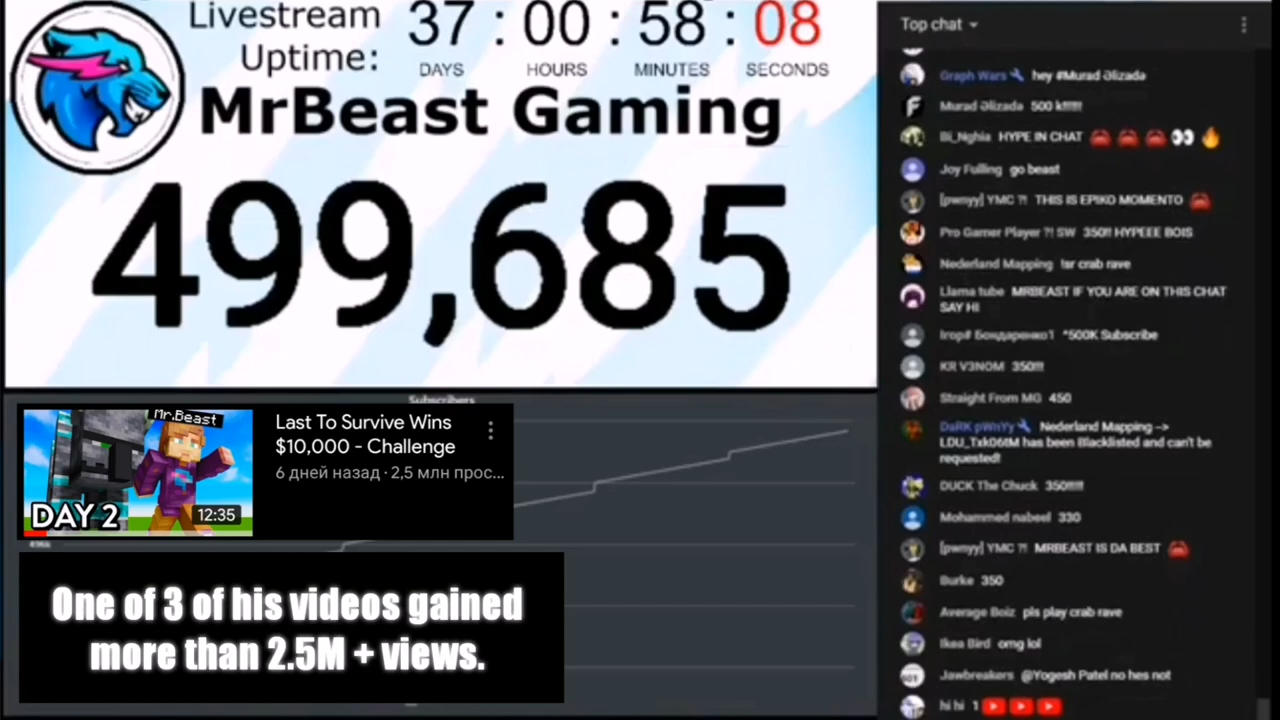 Livestream
Uptime:
37 : 00 : 58 : 08
DAYS HOURS MINUTES SECONDS
MrBeast Gaming
499,685
Subscribers
Mr.Beast
DAY 2
12:35
Last To Survive Wins
$10,000 - Challenge
6 дней назад · 2,5 млн прос...
One of 3 of his videos gained
more than 2.5M + views.
Top chat
Graph Wars hey #Murad Əlizadə
Murad Əlizadə 500 k!!!!!!
Bi_Nghia HYPE IN CHAT 🦀 🦀 🦀 👀 🔥
Joy Fulling go beast
[pwnyy] YMC ?! THIS IS EPIKO MOMENTO 🦀
Pro Gamer Player ?! SW 350!! HYPEEE BOIS
Nederland Mapping !sr crab rave
Llama tube MRBEAST IF YOU ARE ON THIS CHAT
SAY HI
Ігор# Бондаренко1 *500K Subscribe
KR V3NOM 350!!!
Straight From MG 450
DaRK pWnYy Nederland Mapping ->
has been Blacklisted and can't be
requested!
DUCK The Chuck 350!!!!!
Mohammed nabeel 330
[pwnyy] YMC ?! MRBEAST IS DA BEST 🦀
Burke 350
Average Boiz pls play crab rave
Ikea Bird omg lol
Jawbreakers @Yogesh Patel no hes not
hi hi 1